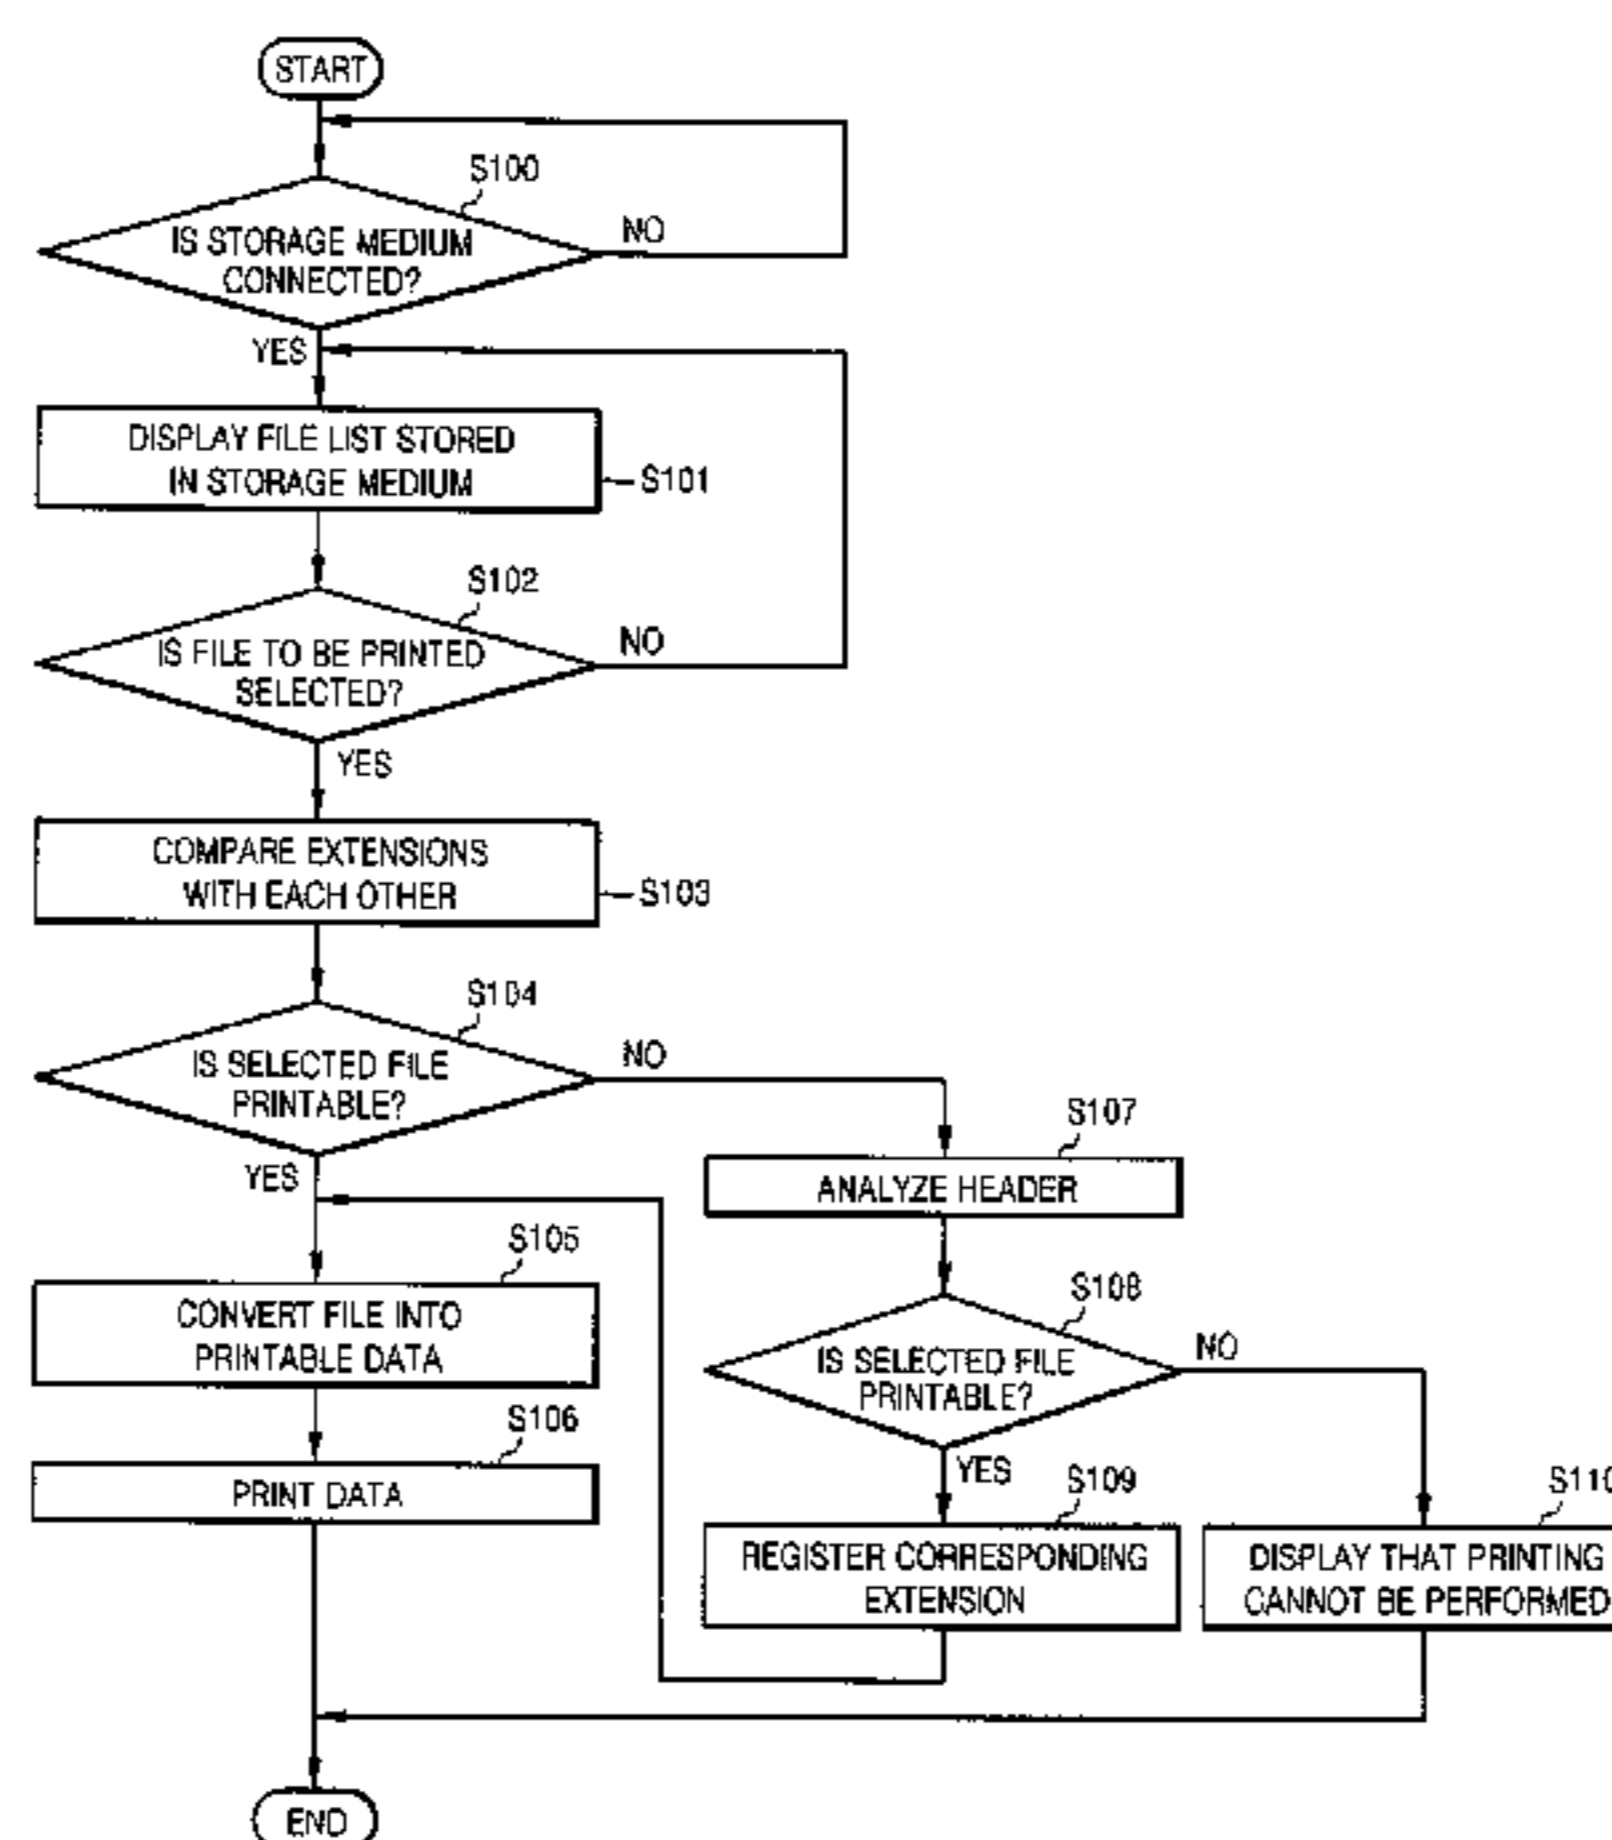 START
S100
IS STORAGE MEDIUM
CONNECTED?
NO
YES
DISPLAY FILE LIST STORED
IN STORAGE MEDIUM
S101
S102
IS FILE TO BE PRINTED
SELECTED?
NO
YES
COMPARE EXTENSIONS
WITH EACH OTHER
S103
S104
IS SELECTED FILE
PRINTABLE?
NO
YES
S107
ANALYZE HEADER
S105
CONVERT FILE INTO
PRINTABLE DATA
S108
IS SELECTED FILE
PRINTABLE?
NO
YES
S106
PRINT DATA
S109
REGISTER CORRESPONDING
EXTENSION
S110
DISPLAY THAT PRINTING
CANNOT BE PERFORMED
END